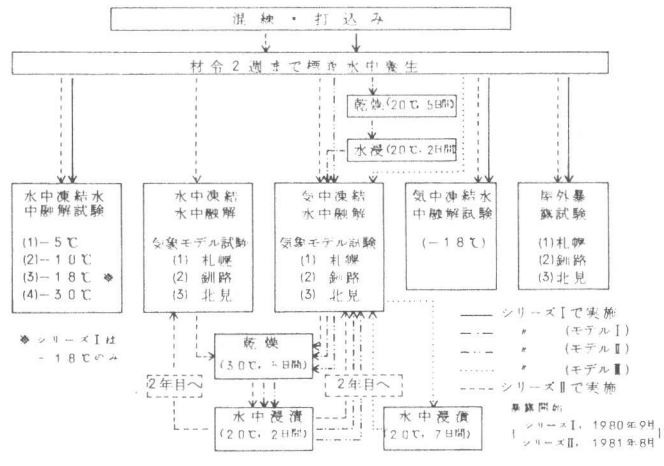 混練・打込み
材令2週まで標準水中養生
乾燥(20℃ 5日間)
水浸(20℃, 2日間)
水中凍結水
中融解試験
(1)-5℃
(2)-10℃
(3)-18℃ ※
(4)-30℃
水中凍結
水中融解
気象モデル試験
(1) 札幌
(2) 釧路
(3) 北見
気中凍結
水中融解
気象モデル試験
(1) 札幌
(2) 釧路
(3) 北見
気中凍結水
中融解試験
(-18℃)
屋外暴
露試験
(1)札幌
(2)釧路
(3)北見
※ シリーズⅠは
-18℃のみ
乾燥
(30℃, 日間)
2年目へ
2年目へ
水中浸漬
(20℃, 2日間)
水中浸漬
(20℃, 7日間)
シリーズⅠで実施
〃 (モデルⅠ)
〃 (モデルⅡ)
〃 (モデルⅢ)
シリーズⅡで実施
暴露開始
シリーズⅠ, 1980年9月
シリーズⅡ, 1981年8月